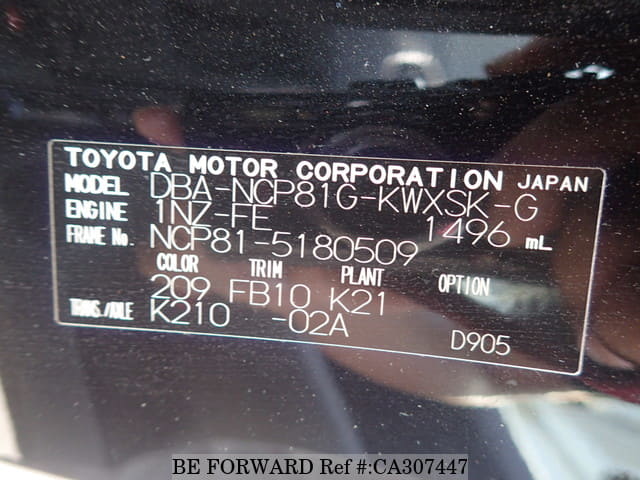 TOYOTA MOTOR CORPORATION JAPAN
MODEL DBA-NCP81G-KWXSK-G
ENGINE 1NZ-FE 1496 mL
FRAME No. NCP81-5180509
COLOR TRIM PLANT OPTION
209 FB10 K21
TRANS./AXLE K210 -02A D905
BE FORWARD Ref #:CA307447